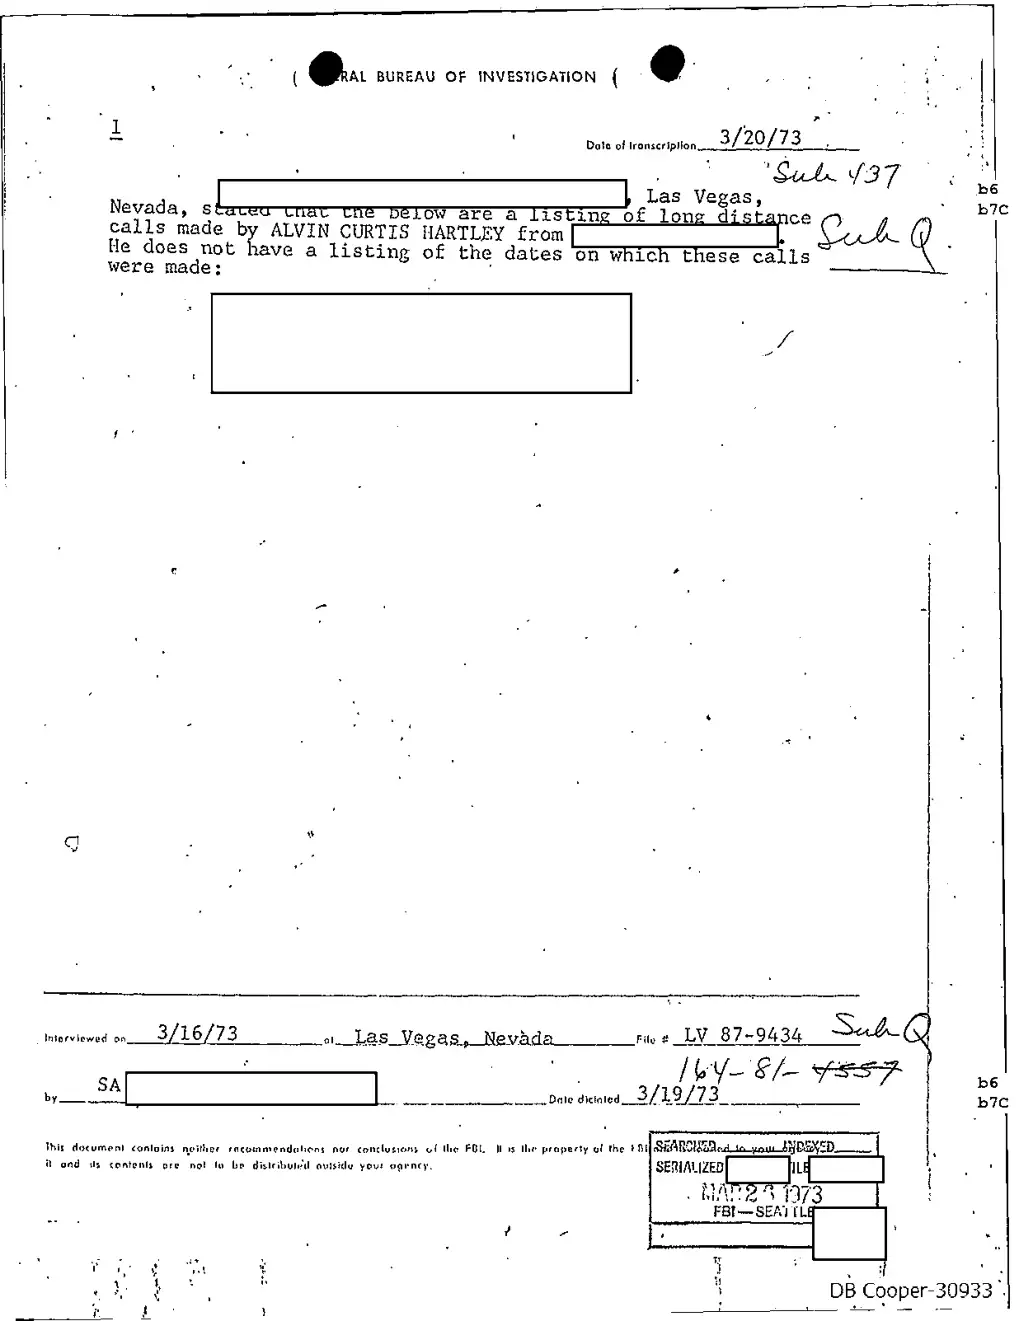 RAL BUREAU OF INVESTIGATION
1
Date of transcription 3/20/73
Sub 437
, Las Vegas,
b6
Nevada, stated that the below are a listing of long distance
b7C
calls made by ALVIN CURTIS HARTLEY from .
Sub Q
He does not have a listing of the dates on which these calls
were made:
Interviewed on 3/16/73 at Las Vegas, Nevada File # LV 87-9434
Sub Q
164-81-4557
by SA Date dictated 3/19/73
b6
b7C
This document contains neither recommendations nor conclusions of the FBI. It is the property of the FBI to your
it and its contents are not to be distributed outside your agency.
SEARCHED INDEXED
SERIALIZED
MAR 26 1973
FBI — SEATTLE
DB Cooper-30933